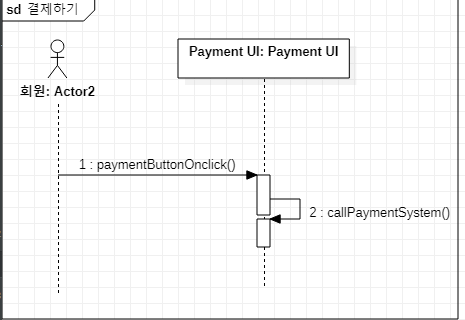 sd 결제하기
Payment UI: Payment UI
회원: Actor2
1 : paymentButtonOnclick()
2 : callPaymentSystem()